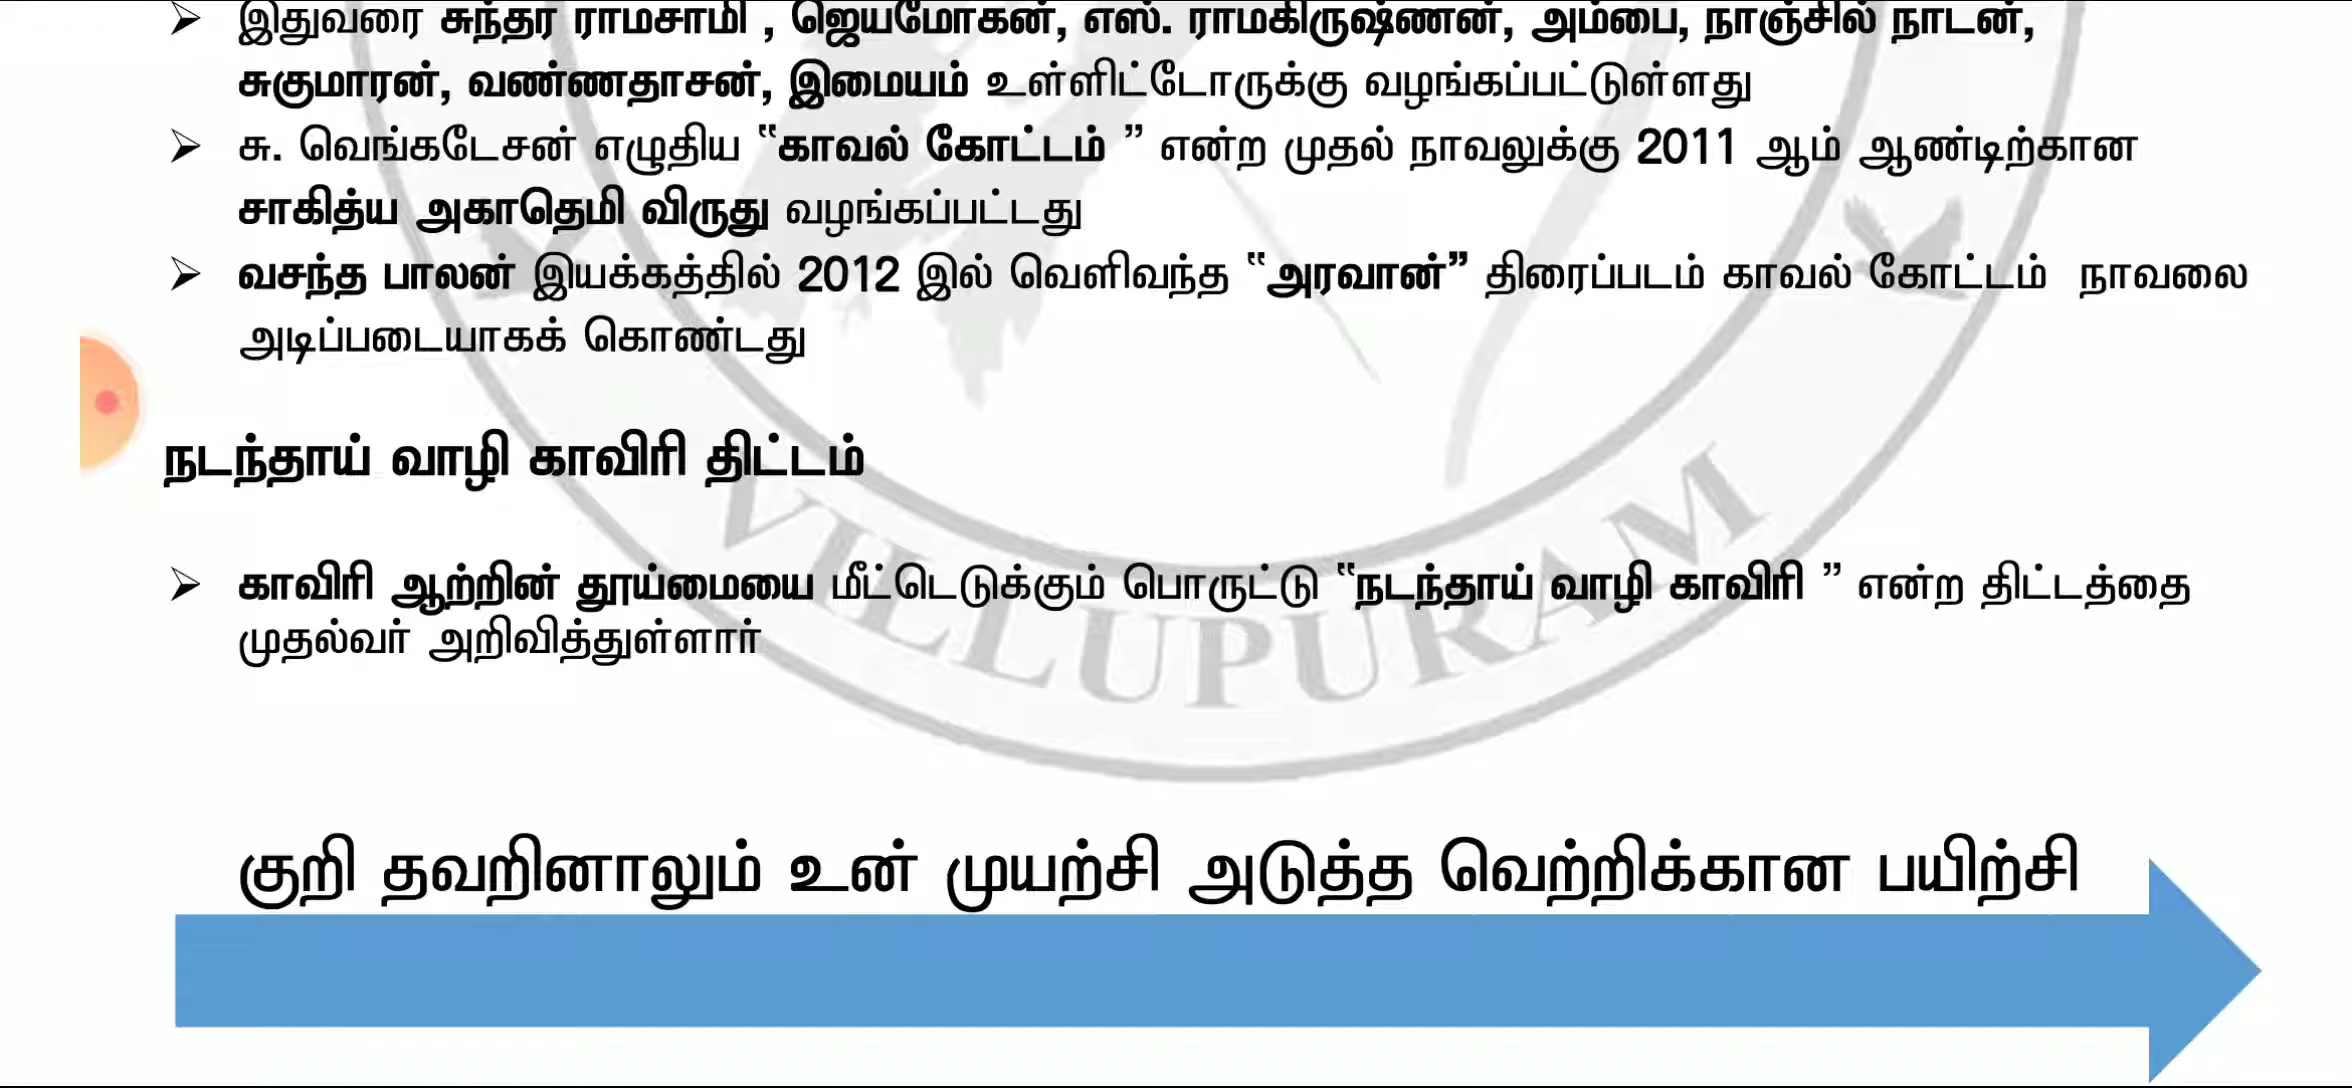 ➢ இதுவரை சுந்தர ராமசாமி , ஜெயமோகன், எஸ். ராமகிருஷ்ணன், அம்பை, நாஞ்சில் நாடன்,
சுகுமாரன், வண்ணதாசன், இமையம் உள்ளிட்டோருக்கு வழங்கப்பட்டுள்ளது
➢ சு. வெங்கடேசன் எழுதிய “காவல் கோட்டம் ” என்ற முதல் நாவலுக்கு 2011 ஆம் ஆண்டிற்கான
சாகித்ய அகாதெமி விருது வழங்கப்பட்டது
➢ வசந்த பாலன் இயக்கத்தில் 2012 இல் வெளிவந்த “அரவான்” திரைப்படம் காவல் கோட்டம் நாவலை
அடிப்படையாகக் கொண்டது
நடந்தாய் வாழி காவிரி திட்டம்
➢ காவிரி ஆற்றின் தூய்மையை மீட்டெடுக்கும் பொருட்டு “நடந்தாய் வாழி காவிரி ” என்ற திட்டத்தை
முதல்வர் அறிவித்துள்ளார்
VILLUPURAM
குறி தவறினாலும் உன் முயற்சி அடுத்த வெற்றிக்கான பயிற்சி